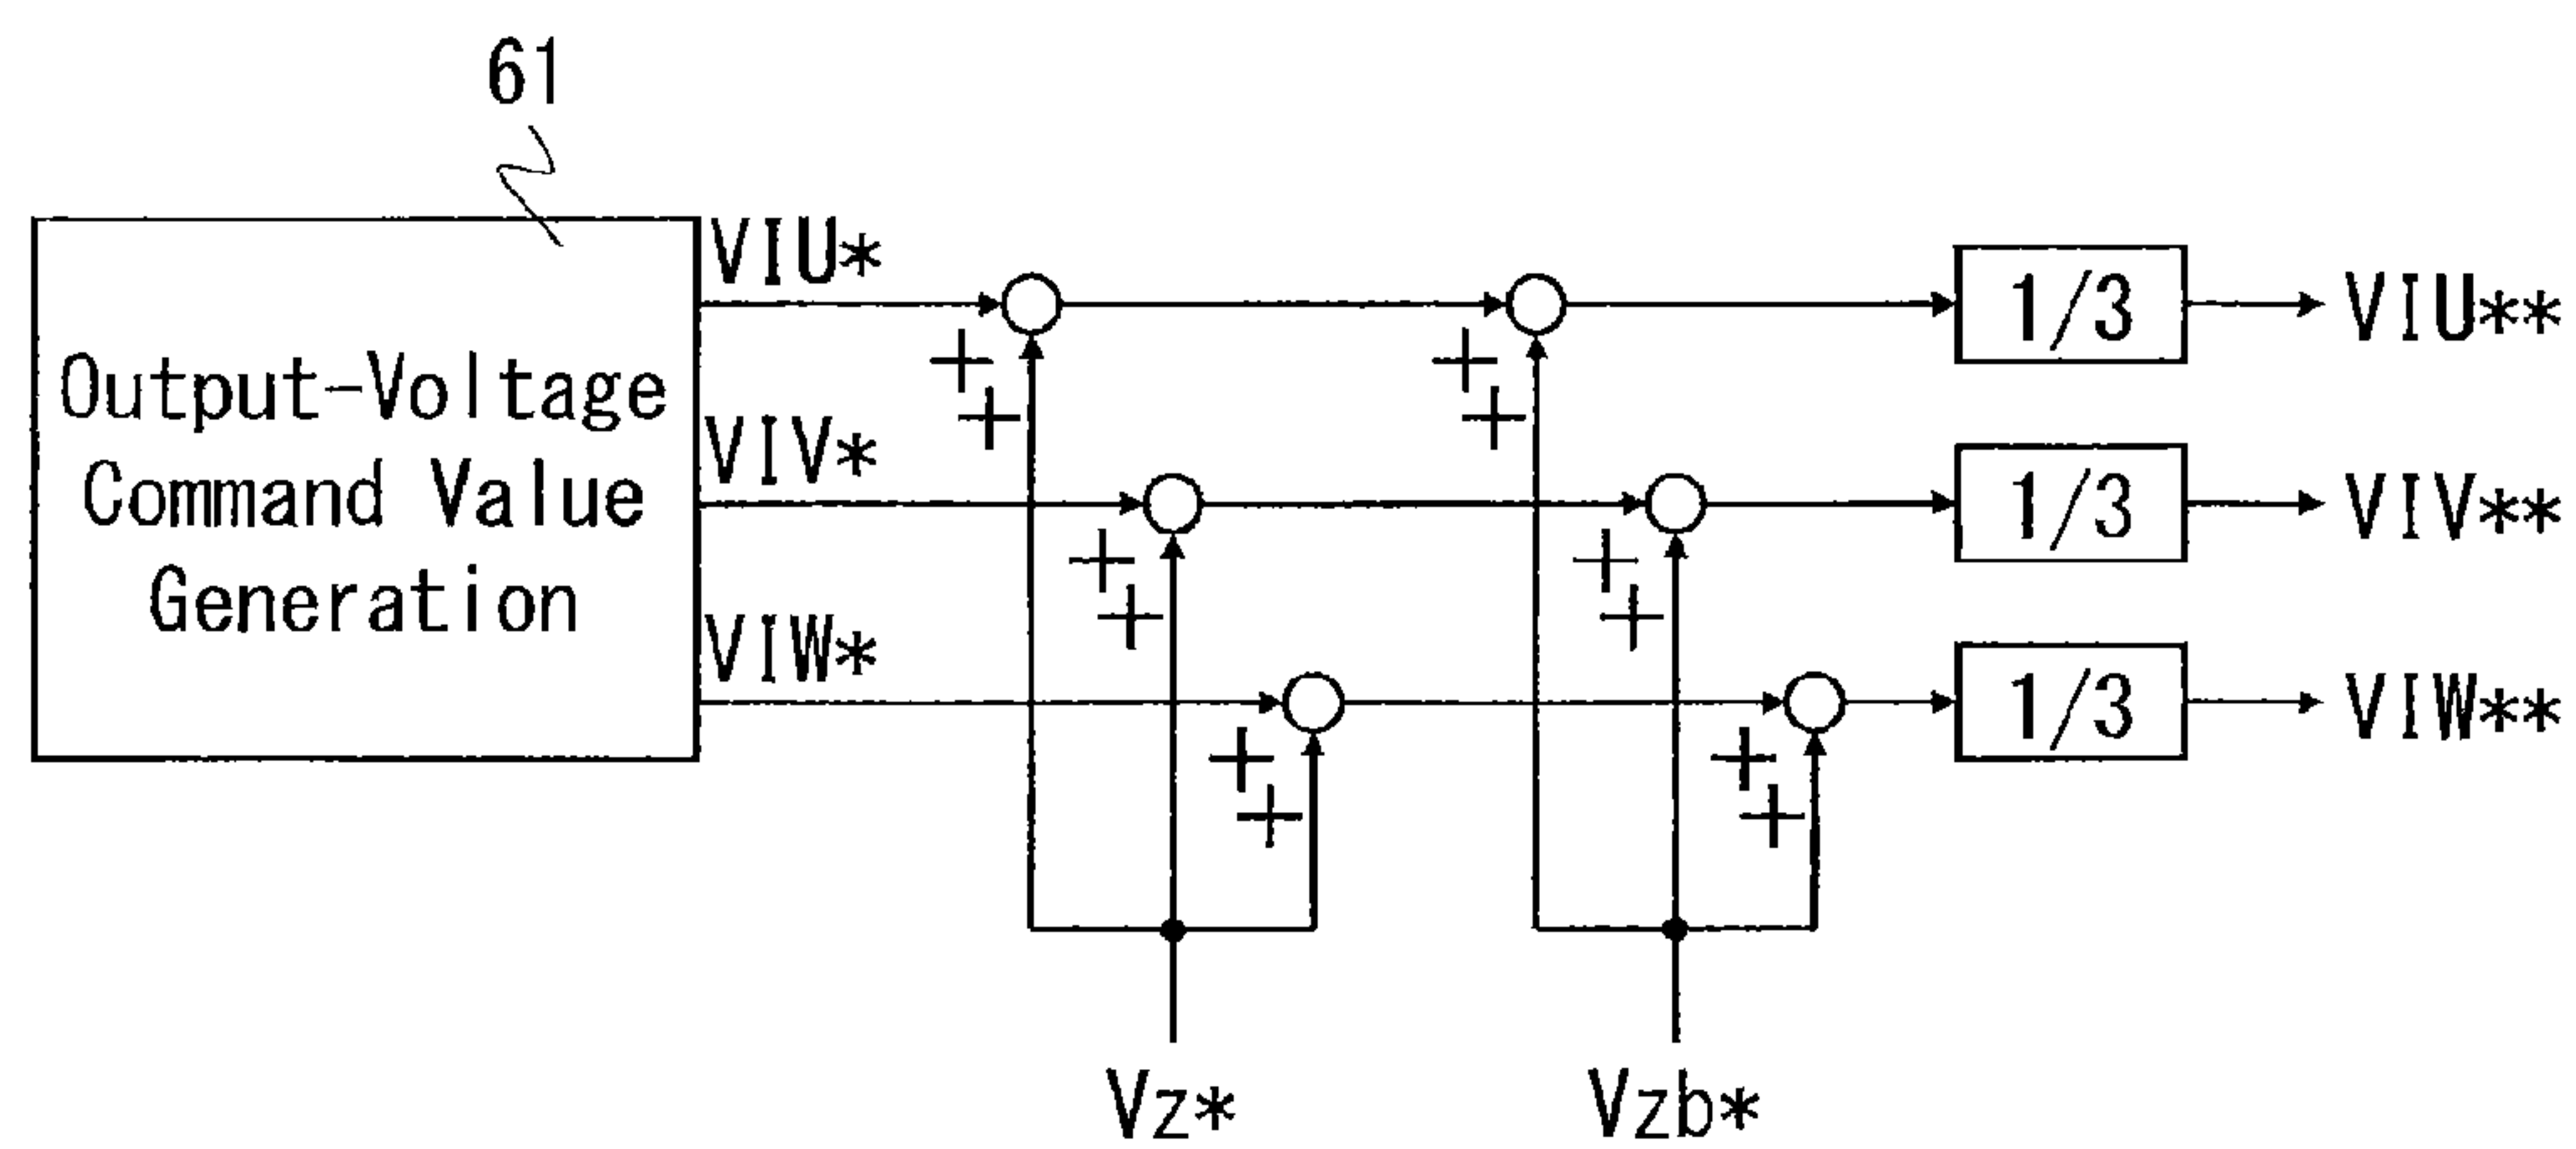 61
Output-Voltage
Command Value
Generation
VIU*
+
+
+
+
1/3
VIU**
VIV*
+
+
+
+
1/3
VIV**
VIW*
+
+
+
+
1/3
VIW**
Vz*
Vzb*